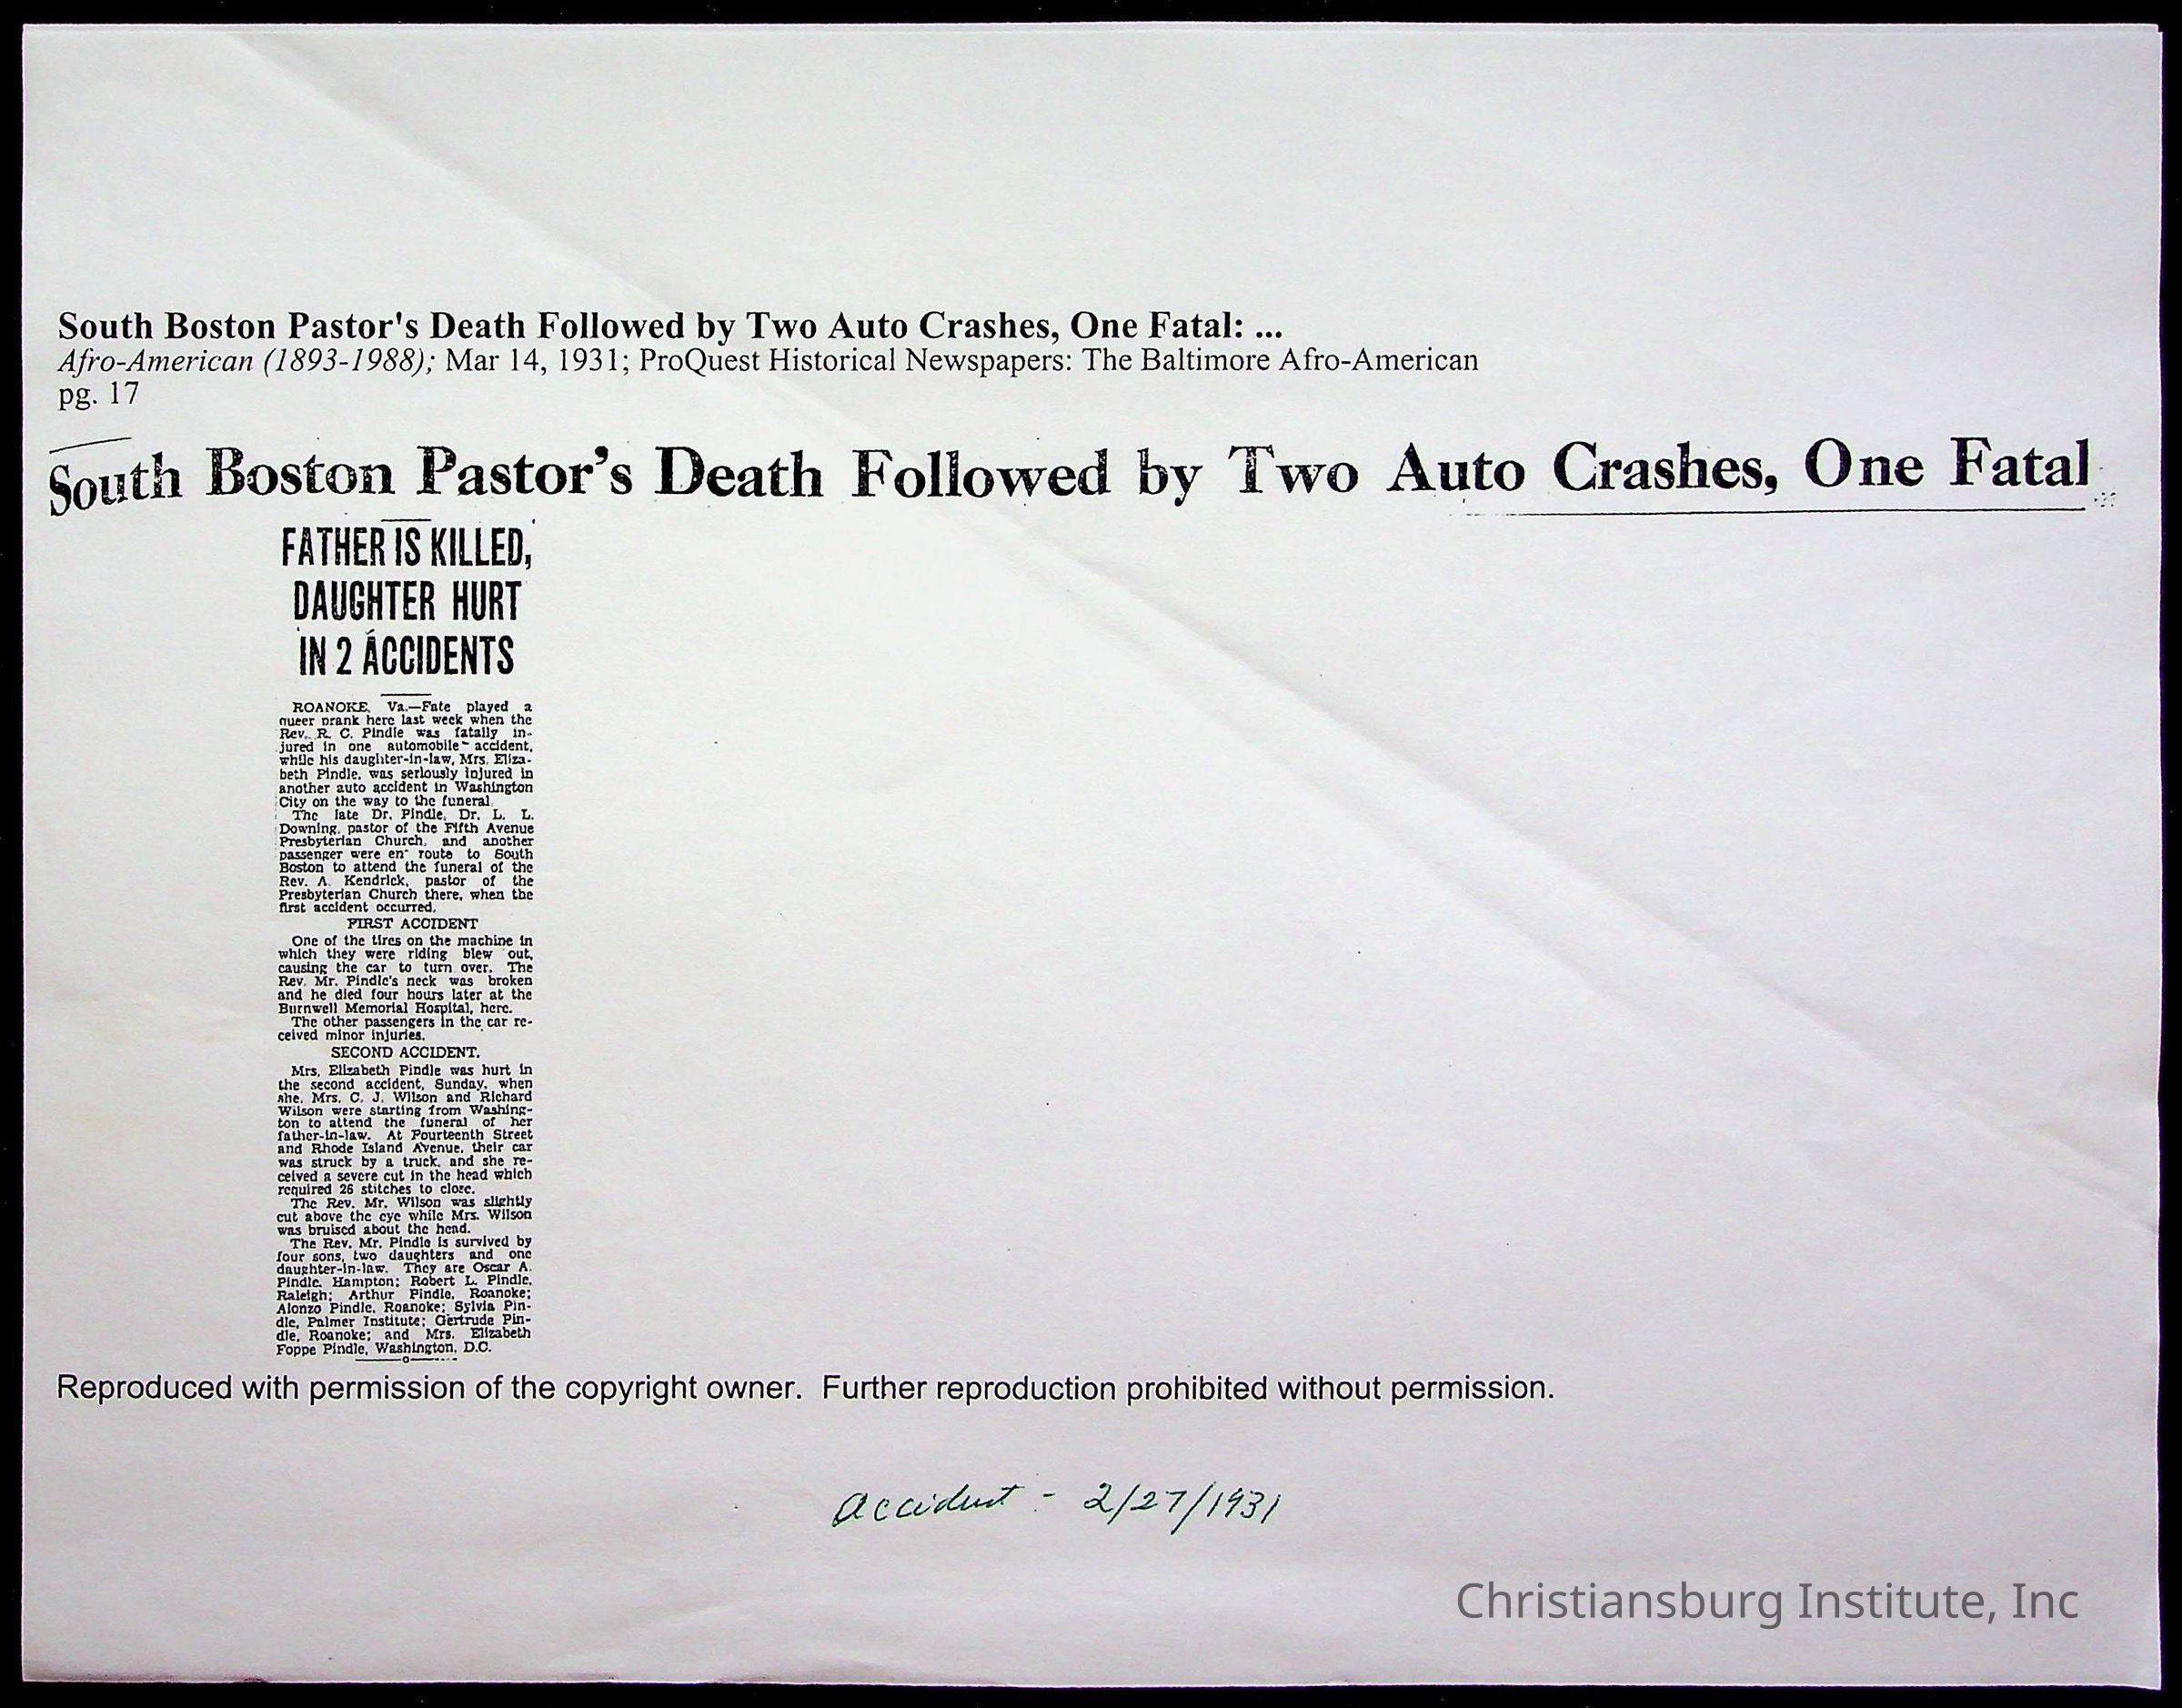 South Boston Pastor's Death Followed by Two Auto Crashes, One Fatal: ...
Afro-American (1893-1988); Mar 14, 1931; ProQuest Historical Newspapers: The Baltimore Afro-American
pg. 17
South Boston Pastor's Death Followed by Two Auto Crashes, One Fatal
FATHER IS KILLED,
DAUGHTER HURT
IN 2 ACCIDENTS
ROANOKE, Va.—Fate played a
queer prank here last week when the
Rev. R. C. Pindle was fatally in-
jured in one automobile accident,
while his daughter-in-law, Mrs. Eliza-
beth Pindle, was seriously injured in
another auto accident in Washington
City on the way to the funeral.
The late Dr. Pindle, Dr. L. L.
Downing, pastor of the Fifth Avenue
Presbyterian Church, and another
passenger were en route to South
Boston to attend the funeral of the
Rev. A. Kendrick, pastor of the
Presbyterian Church there, when the
first accident occurred.
FIRST ACCIDENT
One of the tires on the machine in
which they were riding blew out,
causing the car to turn over. The
Rev. Mr. Pindle's neck was broken
and he died four hours later at the
Burnwell Memorial Hospital, here.
The other passengers in the car re-
ceived minor injuries.
SECOND ACCIDENT.
Mrs. Elizabeth Pindle was hurt in
the second accident, Sunday, when
she, Mrs. C. J. Wilson and Richard
Wilson were starting from Washing-
ton to attend the funeral of her
father-in-law. At Fourteenth Street
and Rhode Island Avenue, their car
was struck by a truck, and she re-
ceived a severe cut in the head which
required 26 stitches to close.
The Rev. Mr. Wilson was slightly
cut above the eye while Mrs. Wilson
was bruised about the head.
The Rev. Mr. Pindle is survived by
four sons, two daughters and one
daughter-in-law. They are Oscar A.
Pindle, Hampton; Robert L. Pindle,
Raleigh; Arthur Pindle, Roanoke;
Alonzo Pindle, Roanoke; Sylvia Pin-
dle, Palmer Institute; Gertrude Pin-
dle, Roanoke; and Mrs. Elizabeth
Foppe Pindle, Washington, D.C.
Reproduced with permission of the copyright owner. Further reproduction prohibited without permission.
Accident - 2/27/1931
Christiansburg Institute, Inc